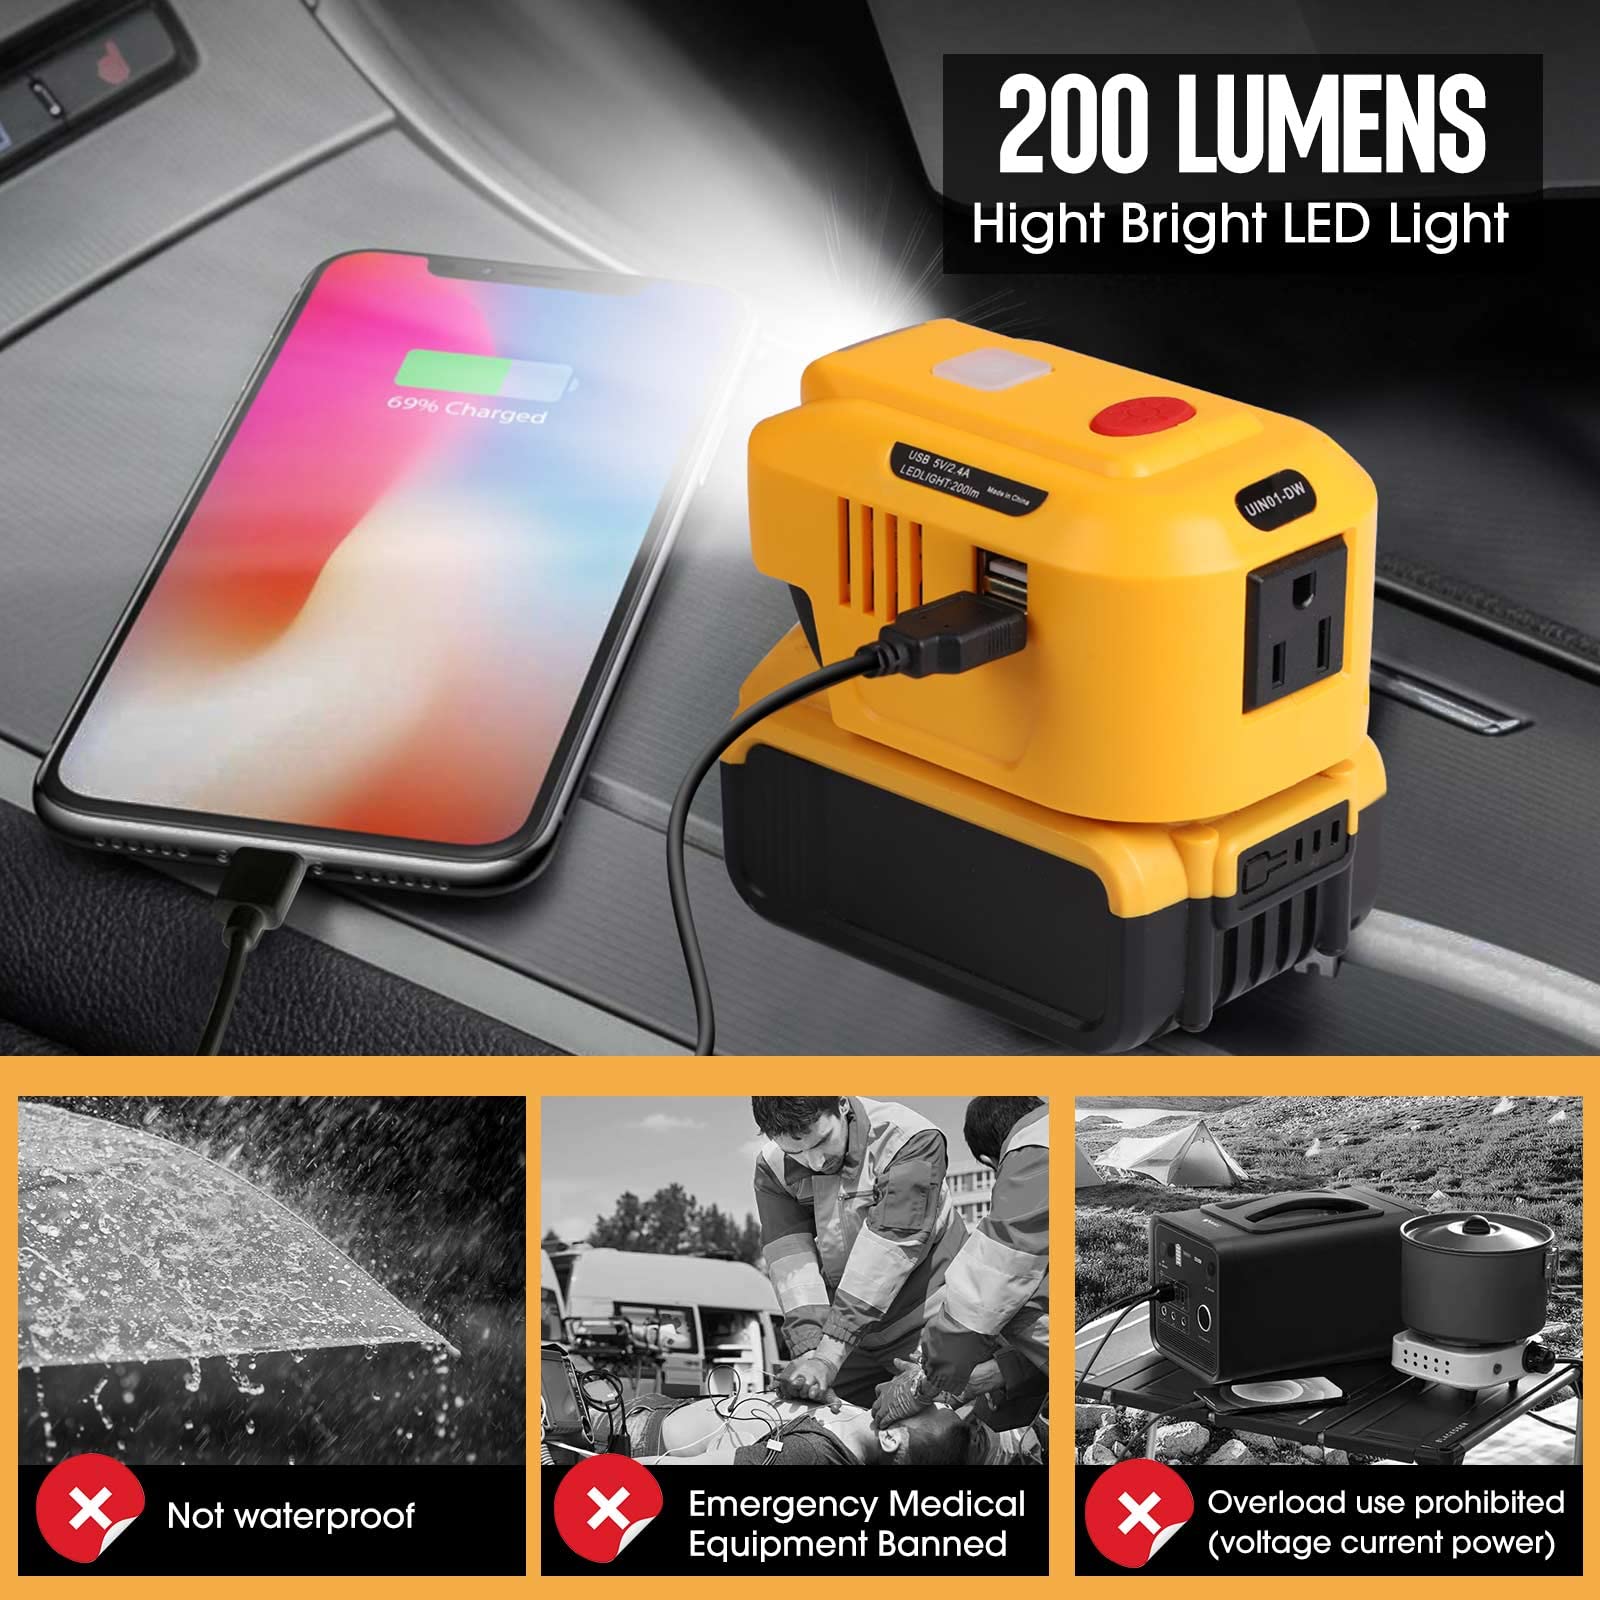 200 LUMENS
Hight Bright LED Light
69% Charged
USB 5V/2.4A
LEDLIGHT:200lm Made in China
UIN01-DW
Not waterproof
Emergency Medical
Equipment Banned
Overload use prohibited
(voltage current power)